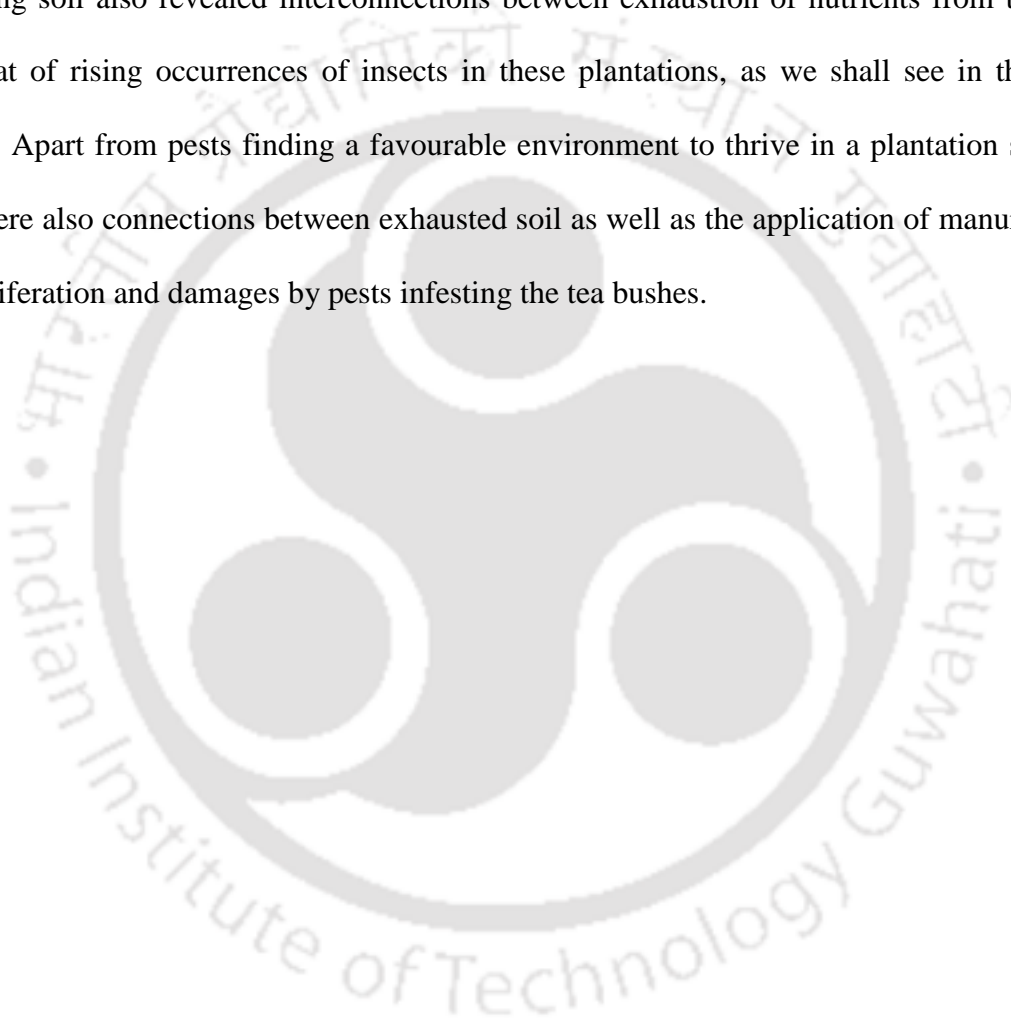 ng soil also revealed interconnections between exhaustion of nutrients from t
at of rising occurrences of insects in these plantations, as we shall see in th
Apart from pests finding a favourable environment to thrive in a plantation s
ere also connections between exhausted soil as well as the application of manu
iferation and damages by pests infesting the tea bushes.
भारतीय प्रौद्योगिकी संस्थान गुवाहाटी
Indian Institute of Technology Guwahati